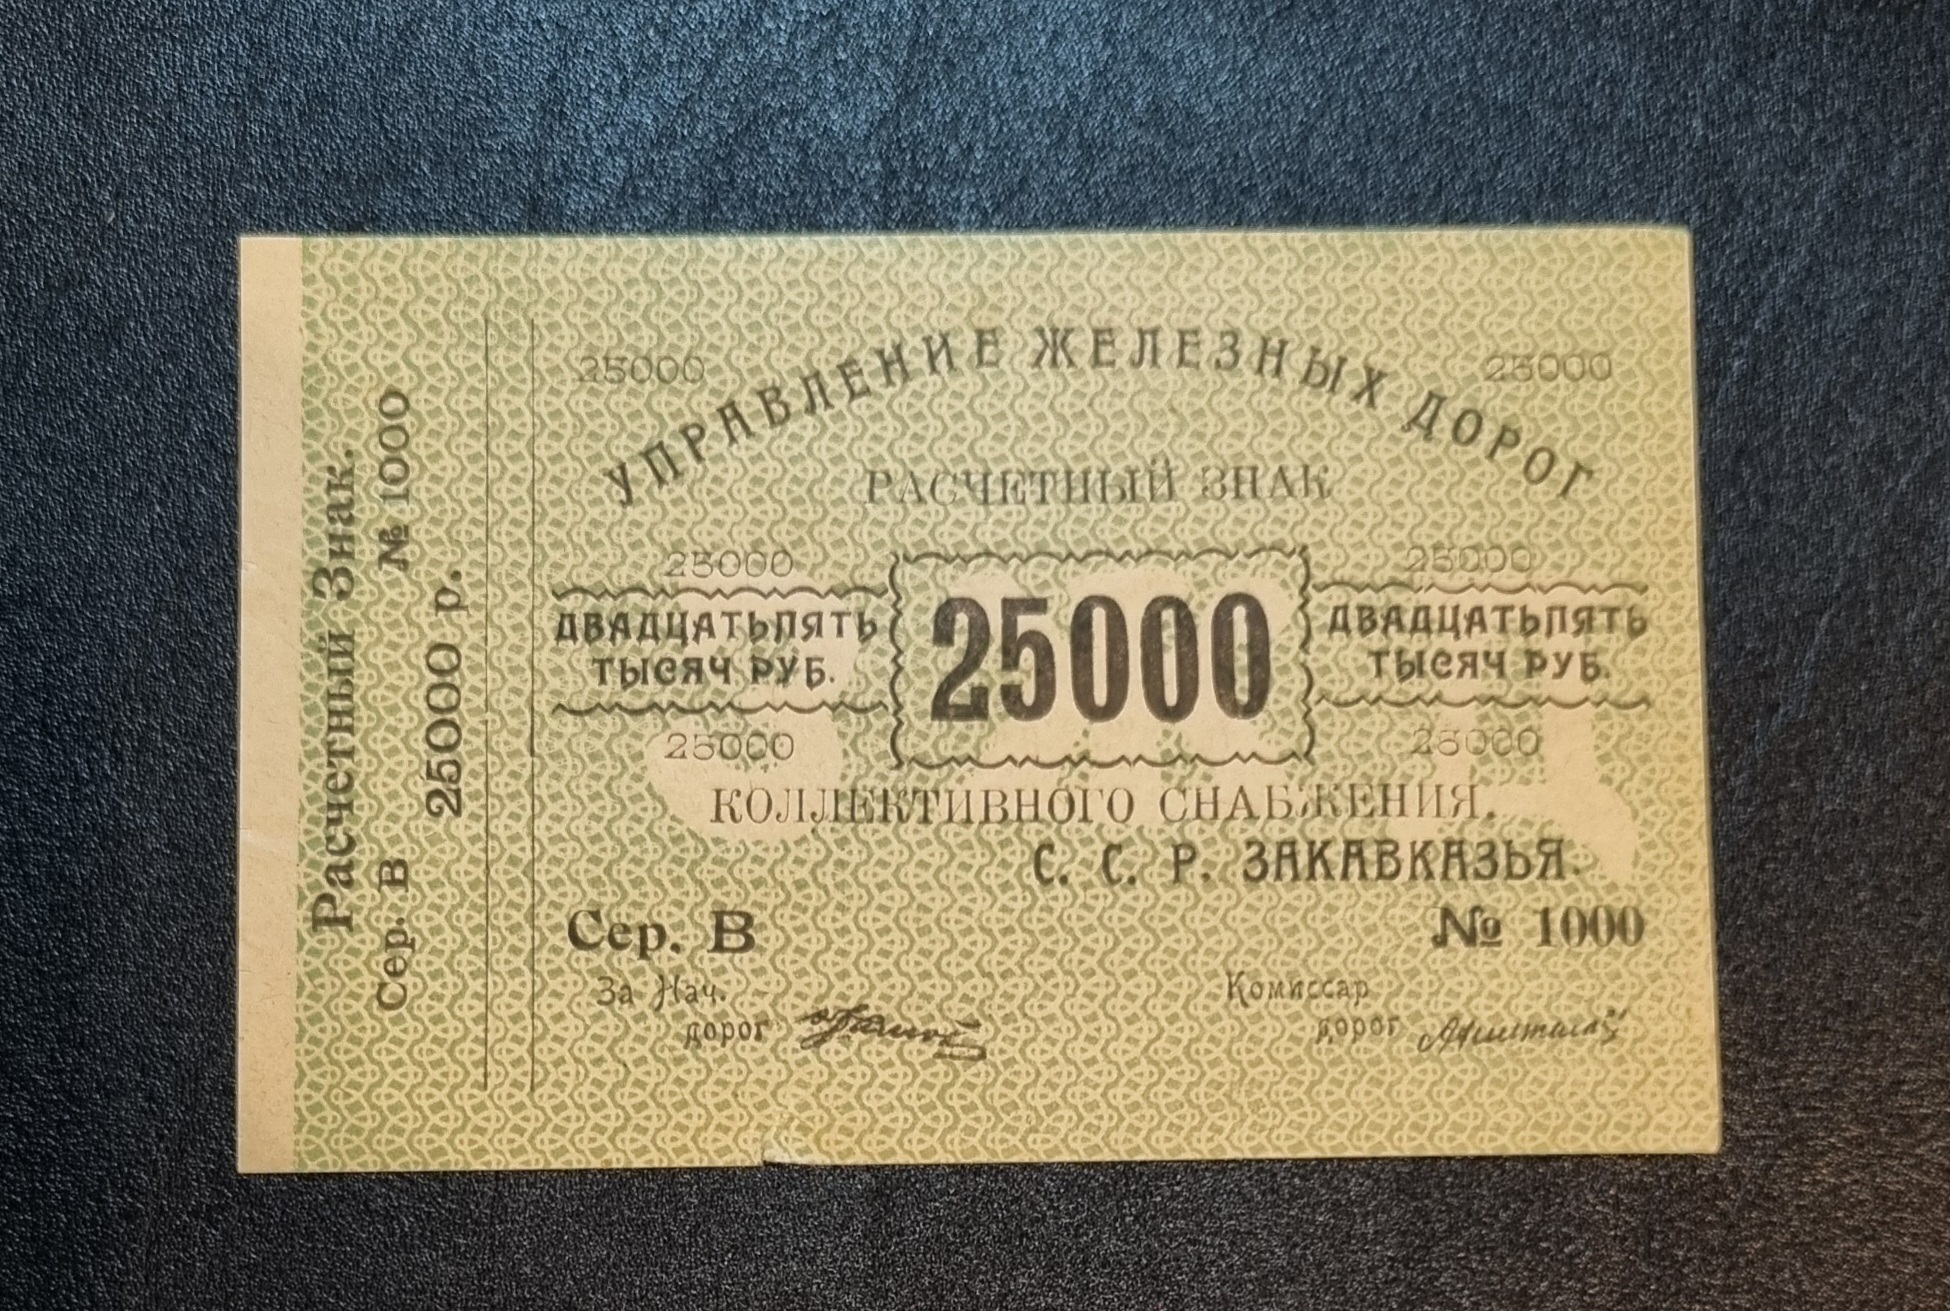 Расчетный Знак.
Сер. В № 1000
25000 р.
УПРАВЛЕНИЕ ЖЕЛЕЗНЫХ ДОРОГ
25000 25000
РАСЧЕТНЫЙ ЗНАК
25000 25000
ДВАДЦАТЬПЯТЬ 25000 ДВАДЦАТЬПЯТЬ
ТЫСЯЧ РУБ. ТЫСЯЧ РУБ.
25000 25000
КОЛЛЕКТИВНОГО СНАБЖЕНИЯ.
С. С. Р. ЗАКАВКАЗЬЯ.
Сер. В № 1000
За Нач. Комиссар
дорог дорог